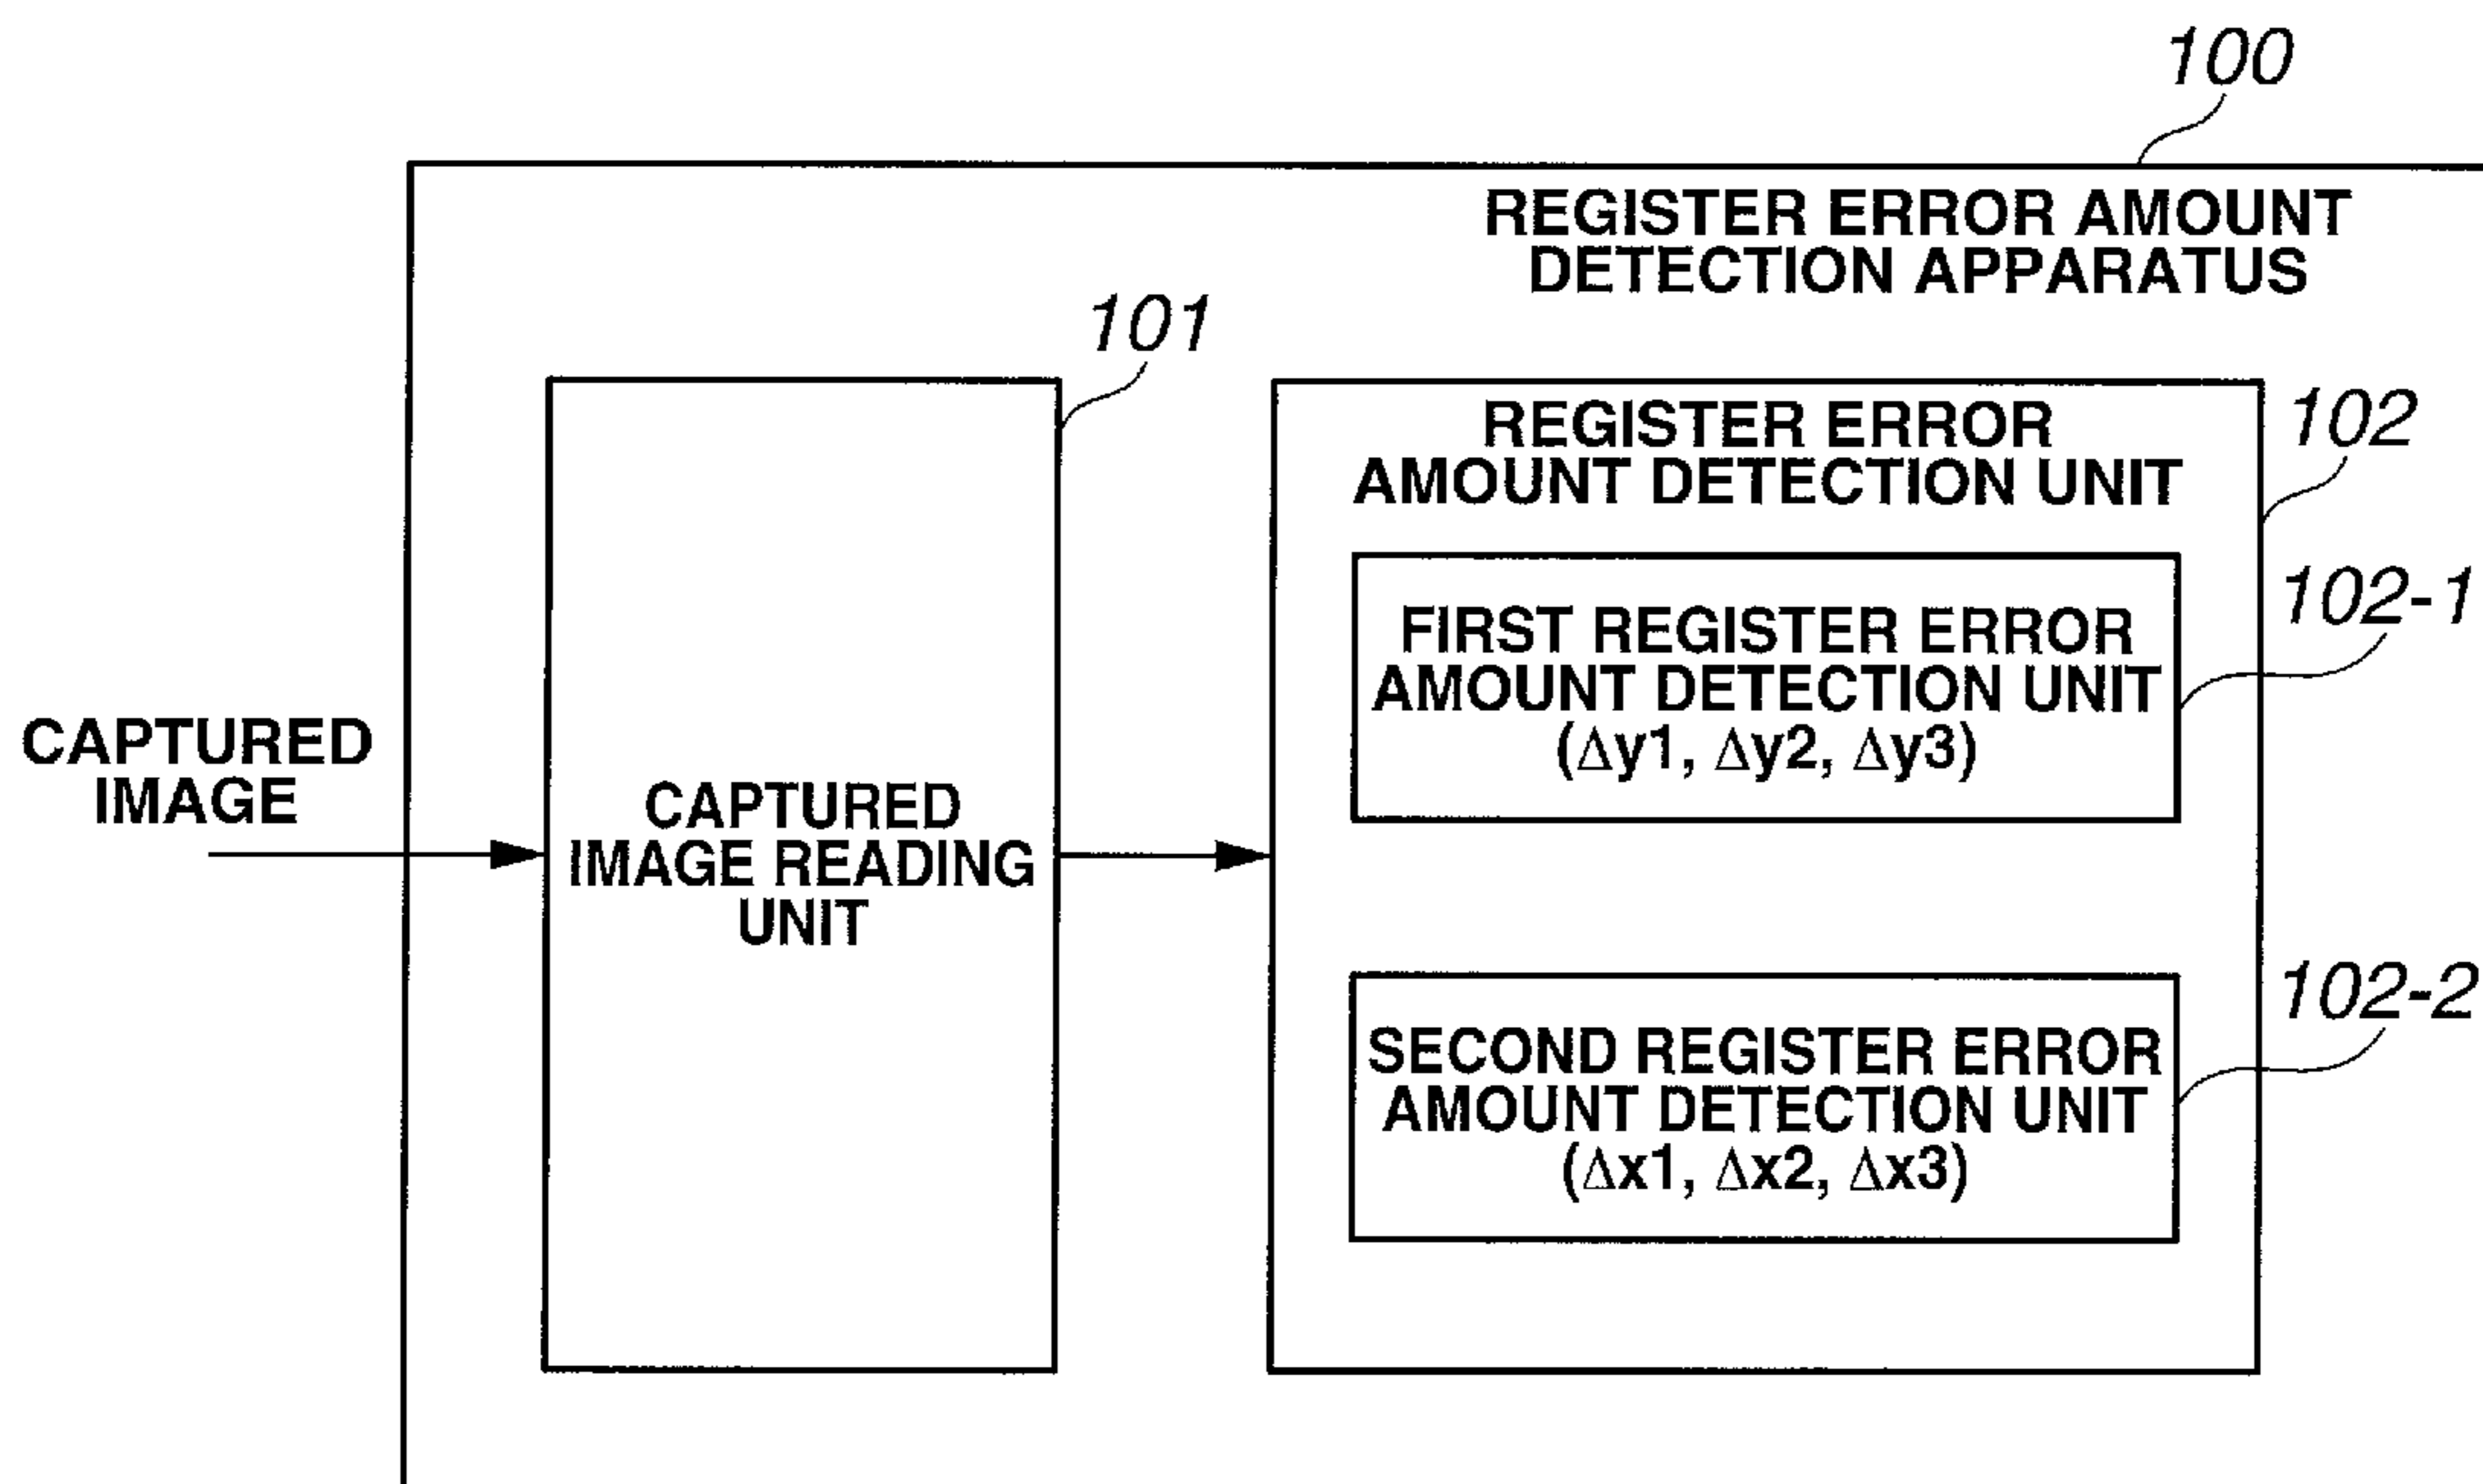 100
REGISTER ERROR AMOUNT
DETECTION APPARATUS
101
REGISTER ERROR
AMOUNT DETECTION UNIT
102
FIRST REGISTER ERROR
AMOUNT DETECTION UNIT
(Δy1, Δy2, Δy3)
102-1
CAPTURED
IMAGE
CAPTURED
IMAGE READING
UNIT
SECOND REGISTER ERROR
AMOUNT DETECTION UNIT
(Δx1, Δx2, Δx3)
102-2